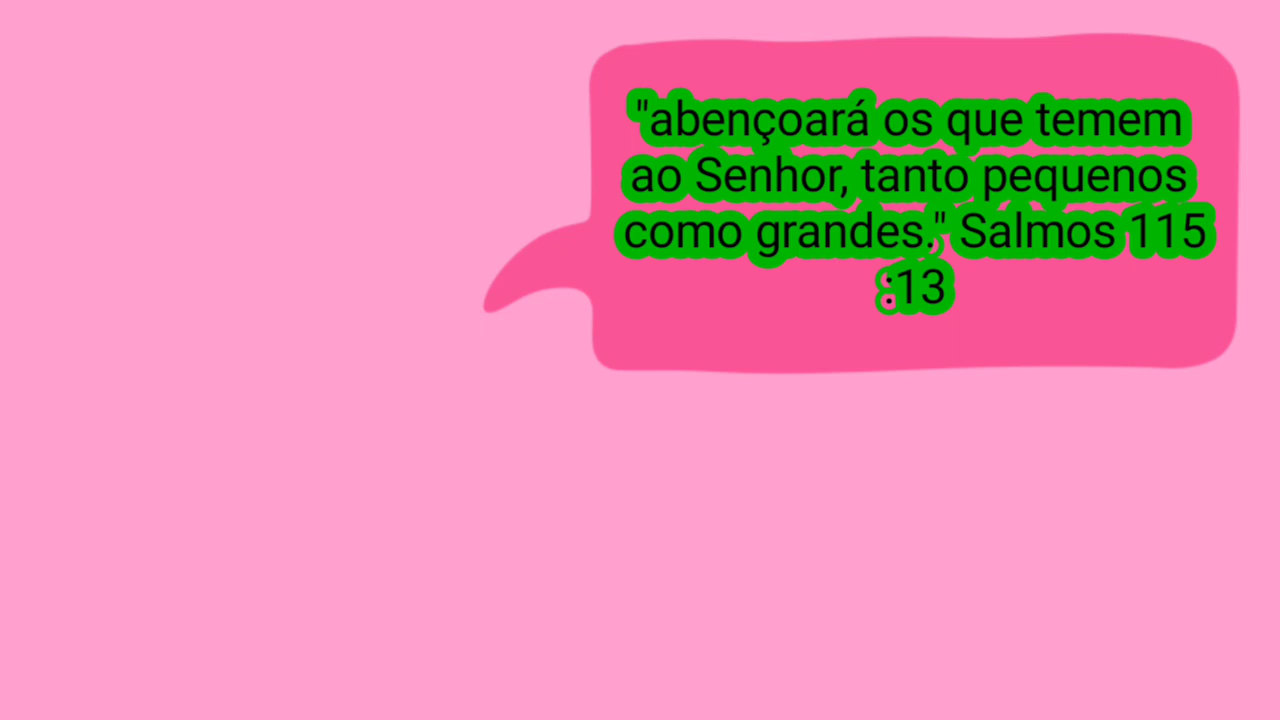 "abençoará os que temem
ao Senhor, tanto pequenos
como grandes." Salmos 115
:13